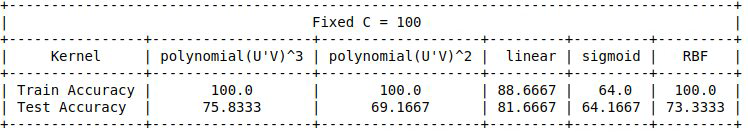 Fixed C = 100
Kernel | polynomial(U'V)^3 | polynomial(U'V)^2 | linear | sigmoid | RBF
Train Accuracy | 100.0 | 100.0 | 88.6667 | 64.0 | 100.0
Test Accuracy | 75.8333 | 69.1667 | 81.6667 | 64.1667 | 73.3333